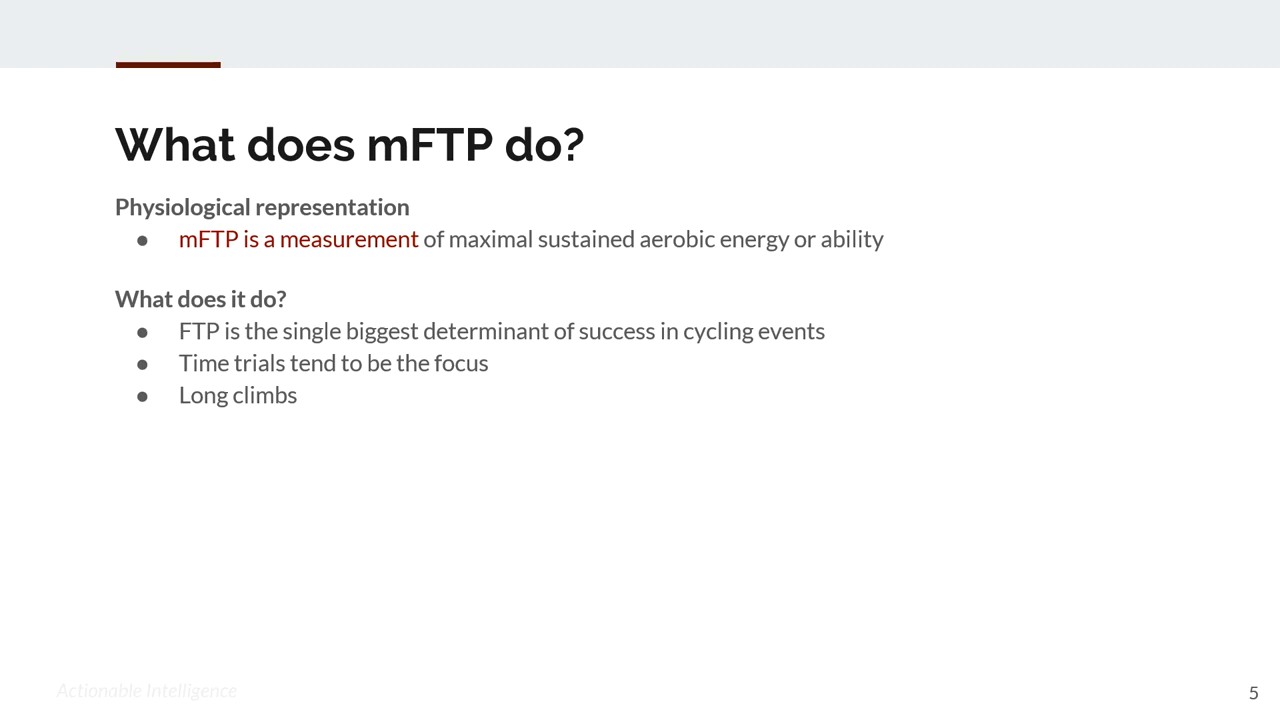 What does mFTP do?
Physiological representation
● mFTP is a measurement of maximal sustained aerobic energy or ability
What does it do?
● FTP is the single biggest determinant of success in cycling events
● Time trials tend to be the focus
● Long climbs
Actionable Intelligence
5